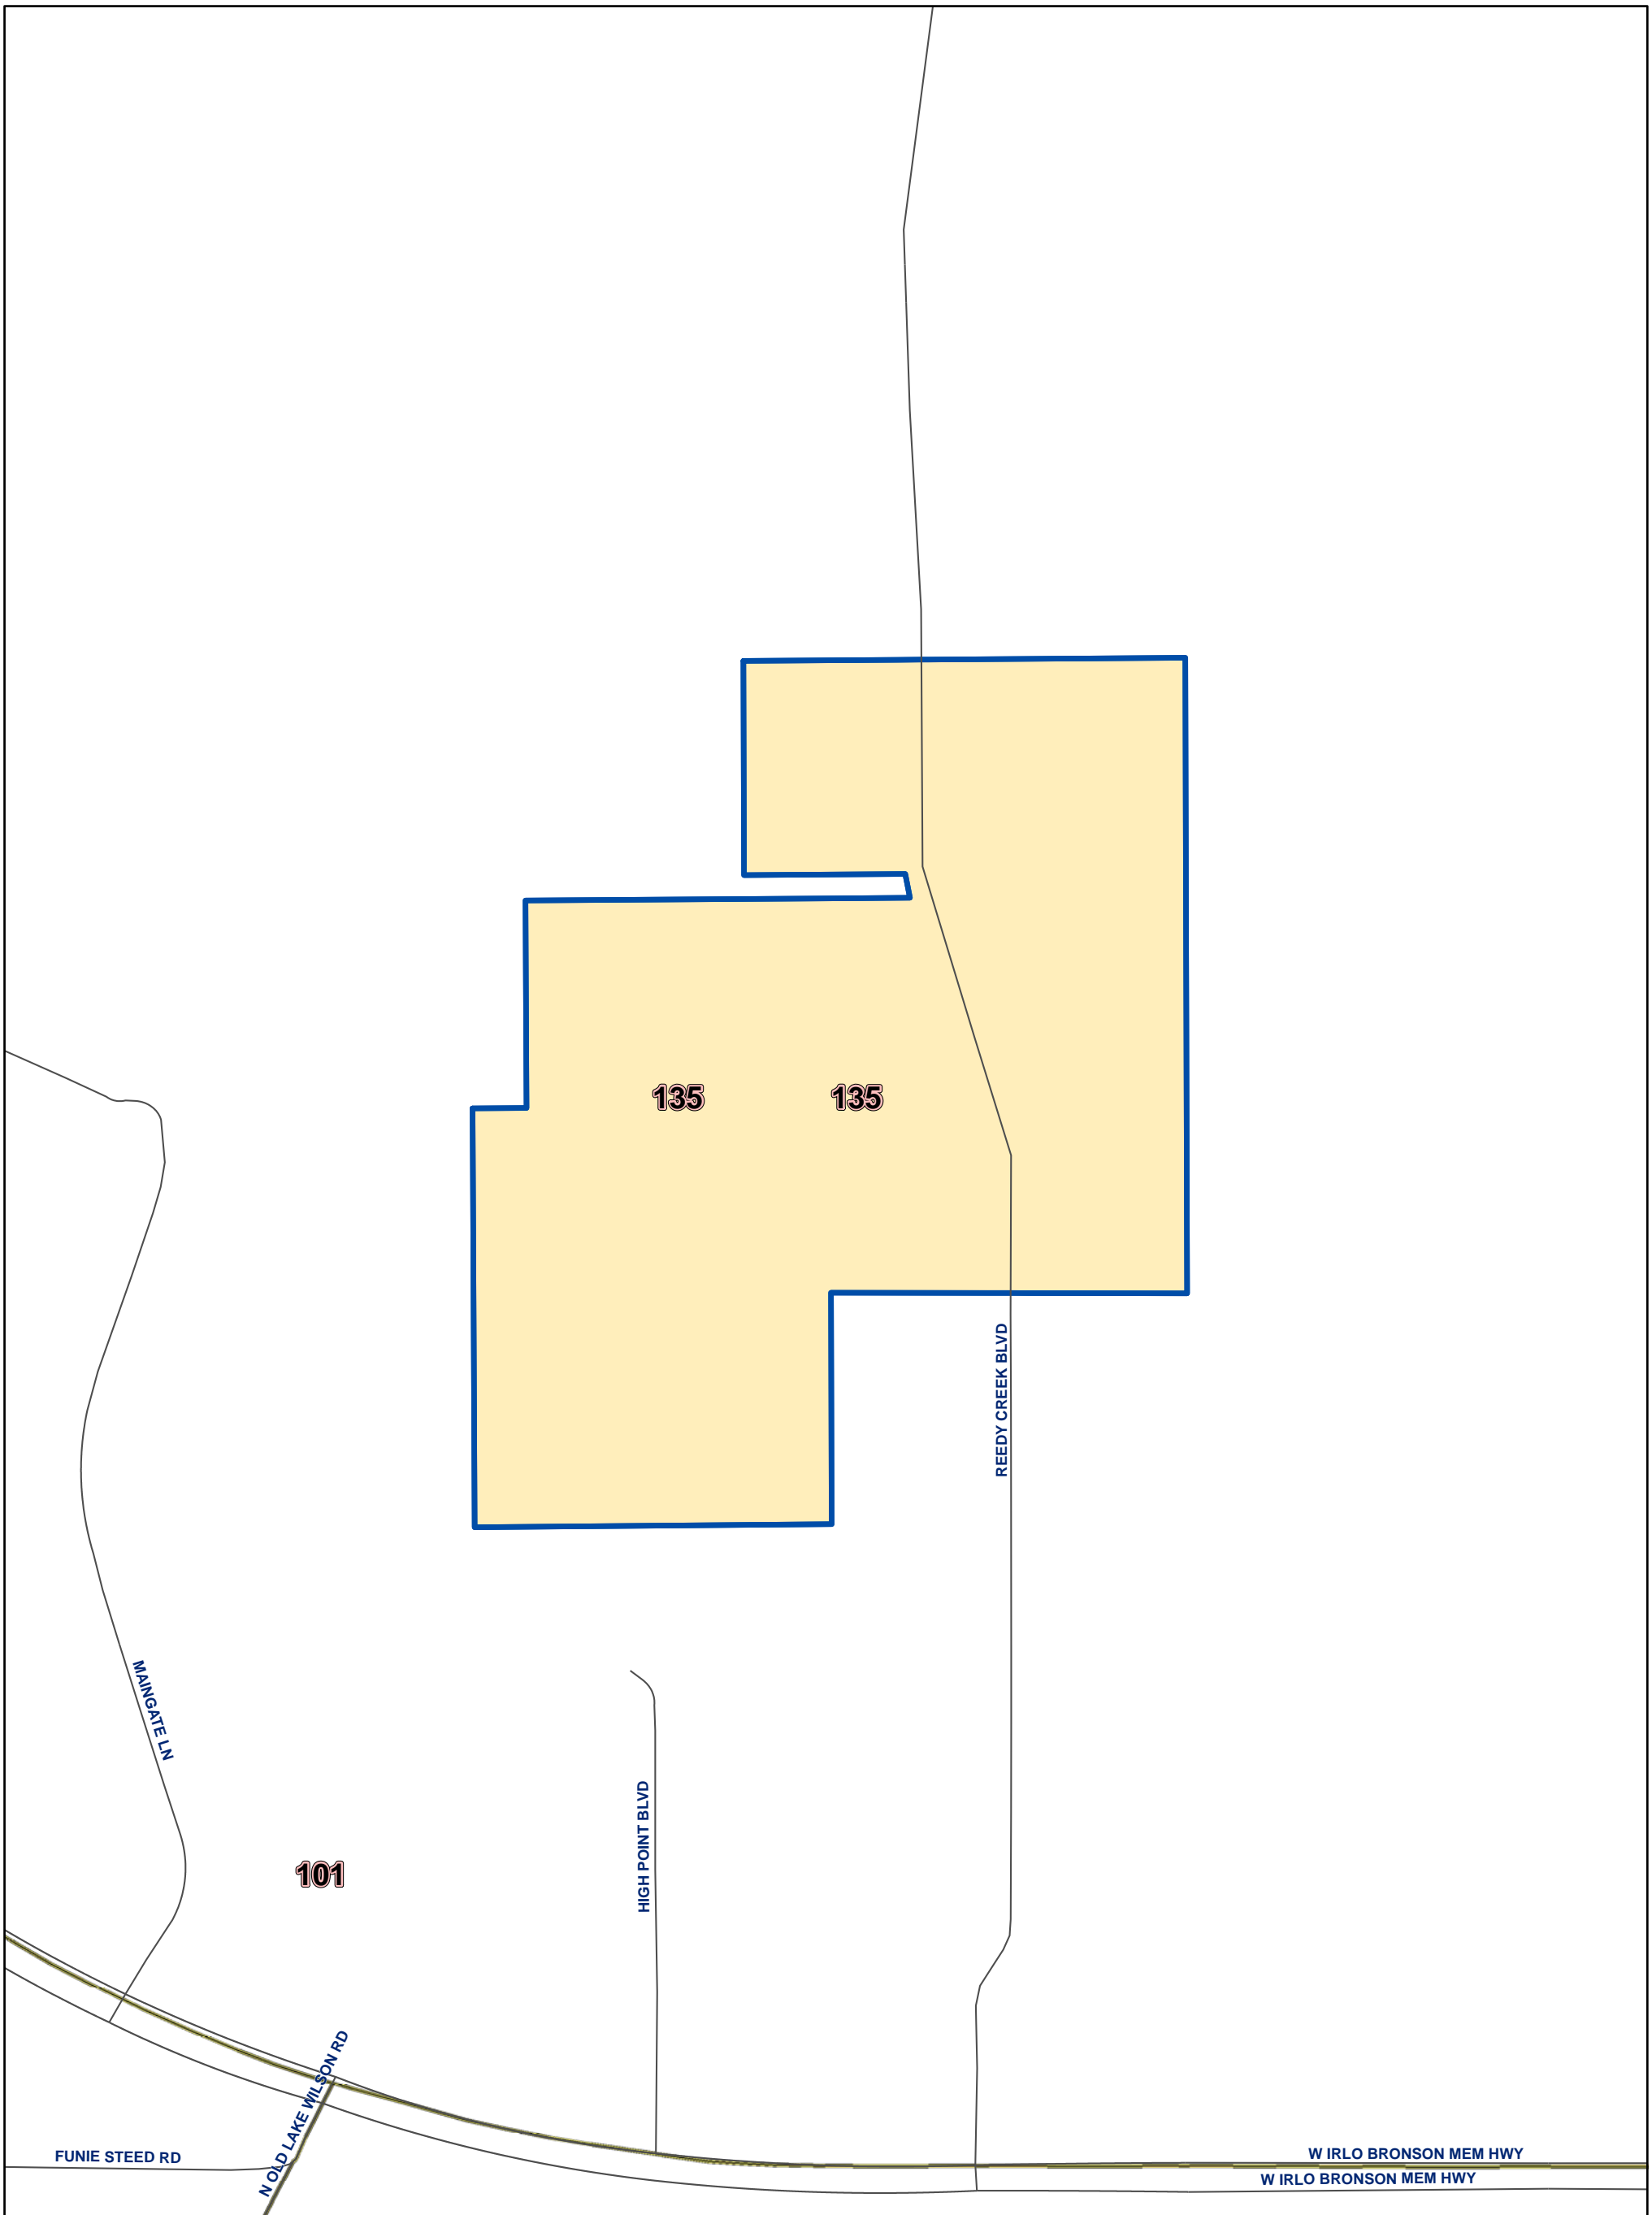 135
135
REEDY CREEK BLVD
MAINGATE LN
HIGH POINT BLVD
101
N OLD LAKE WILSON RD
FUNIE STEED RD
W IRLO BRONSON MEM HWY
W IRLO BRONSON MEM HWY